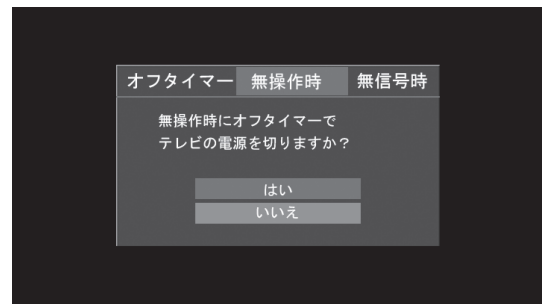 オフタイマー 無操作時 無信号時
無操作時にオフタイマーで
テレビの電源を切りますか？
はい
いいえ